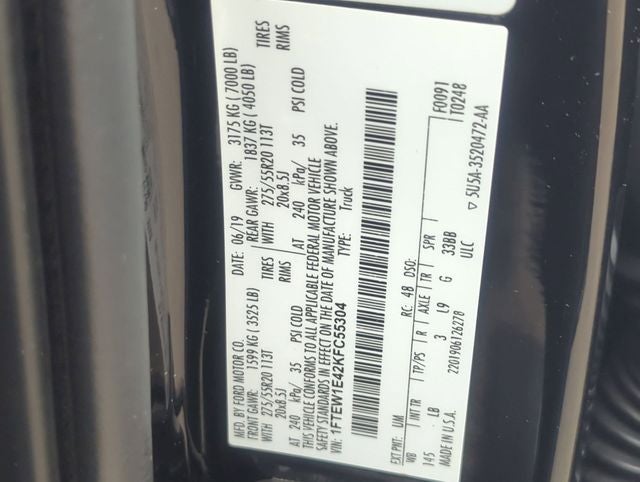 MFD. BY FORD MOTOR CO.
DATE: 06/19 GVWR: 3175 KG ( 7000 LB)
FRONT GAWR: 1599 KG ( 3525 LB) REAR GAWR: 1837 KG ( 4050 LB)
WITH 275/55R20 113T TIRES WITH 275/55R20 113T TIRES
20x8.5J RIMS 20x8.5J RIMS
AT 240 kPa/ 35 PSI COLD AT 240 kPa/ 35 PSI COLD
THIS VEHICLE CONFORMS TO ALL APPLICABLE FEDERAL MOTOR VEHICLE
SAFETY STANDARDS IN EFFECT ON THE DATE OF MANUFACTURE SHOWN ABOVE.
VIN: 1FTEW1E42KFC55304 TYPE: Truck
EXT PNT: UM RC: 48 DSO: F0091
WB INT TR TP/PS R AXLE TR SPR T0248
145 LB 3 L9 G 33BB
2201906126278 ULC
MADE IN U.S.A. ▽ 5U5A-3520472-AA